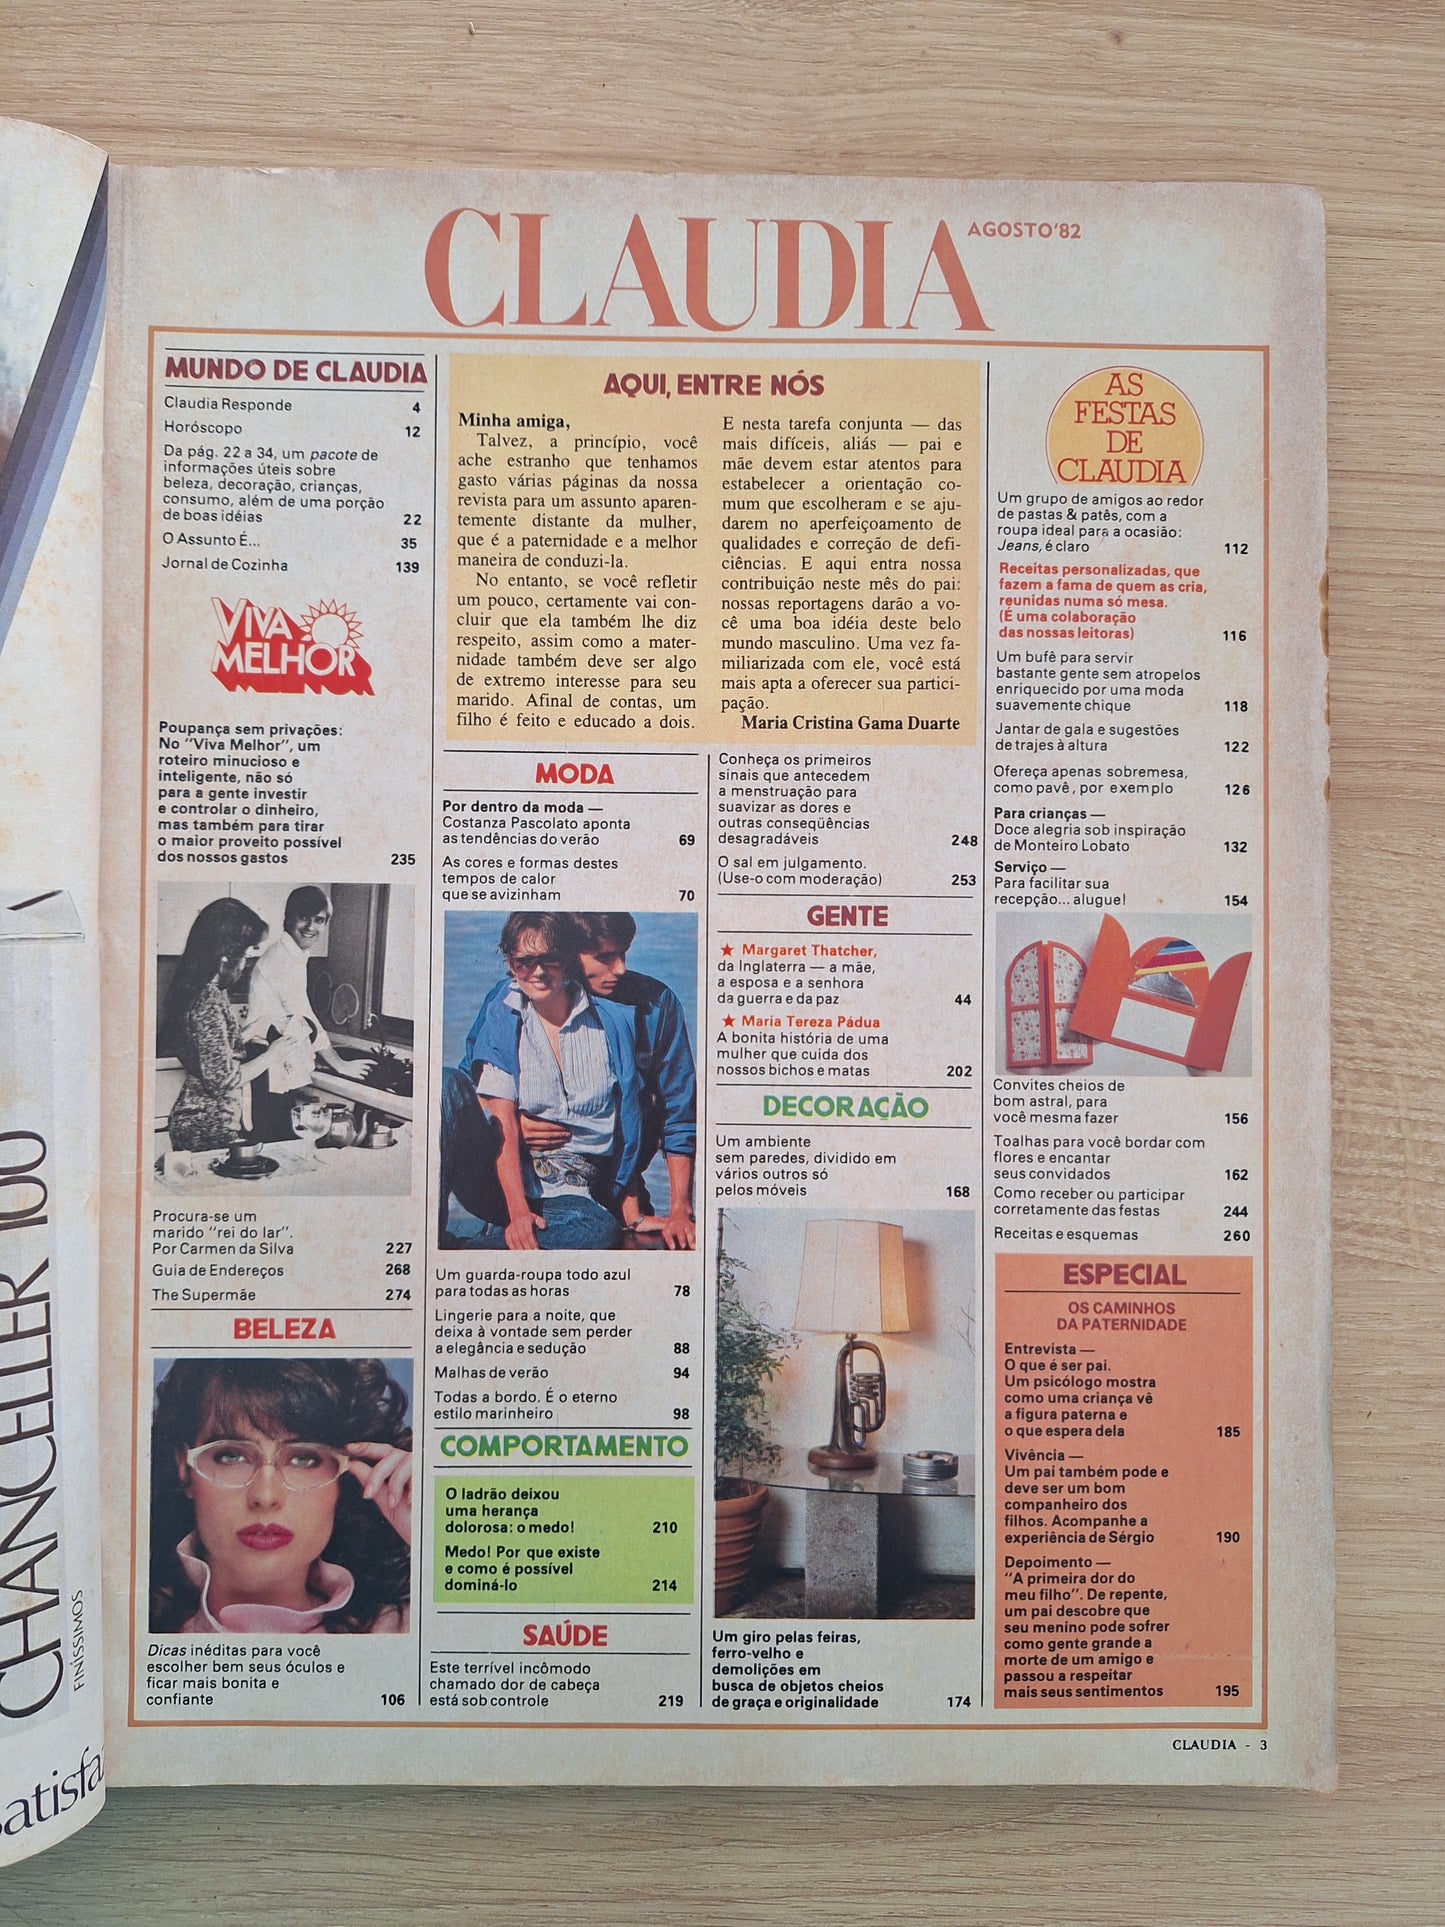 CLAUDIA
AGOSTO'82
MUNDO DE CLAUDIA
Claudia Responde 4
Horóscopo 12
Da pág. 22 a 34, um pacote de
informações úteis sobre
beleza, decoração, crianças,
consumo, além de uma porção
de boas idéias 22
O Assunto É... 35
Jornal de Cozinha 139
VIVA
MELHOR
Poupança sem privações:
No "Viva Melhor", um
roteiro minucioso e
inteligente, não só
para a gente investir
e controlar o dinheiro,
mas também para tirar
o maior proveito possível
dos nossos gastos 235
Procura-se um
marido "rei do lar".
Por Carmen da Silva 227
Guia de Endereços 268
The Supermãe 274
BELEZA
Dicas inéditas para você
escolher bem seus óculos e
ficar mais bonita e
confiante 106
AQUI, ENTRE NÓS
Minha amiga,
Talvez, a princípio, você
ache estranho que tenhamos
gasto várias páginas da nossa
revista para um assunto aparen-
temente distante da mulher,
que é a paternidade e a melhor
maneira de conduzi-la.
No entanto, se você refletir
um pouco, certamente vai con-
cluir que ela também lhe diz
respeito, assim como a mater-
nidade também deve ser algo
de extremo interesse para seu
marido. Afinal de contas, um
filho é feito e educado a dois.
E nesta tarefa conjunta — das
mais difíceis, aliás — pai e
mãe devem estar atentos para
estabelecer a orientação co-
mum que escolheram e se aju-
darem no aperfeiçoamento de
qualidades e correção de defi-
ciências. E aqui entra nossa
contribuição neste mês do pai:
nossas reportagens darão a vo-
cê uma boa idéia deste belo
mundo masculino. Uma vez fa-
miliarizada com ele, você está
mais apta a oferecer sua partici-
pação.
Maria Cristina Gama Duarte
MODA
Por dentro da moda —
Costanza Pascolato aponta
as tendências do verão 69
As cores e formas destes
tempos de calor
que se avizinham 70
Um guarda-roupa todo azul
para todas as horas 78
Lingerie para a noite, que
deixa à vontade sem perder
a elegância e sedução 88
Malhas de verão 94
Todas a bordo. É o eterno
estilo marinheiro 98
COMPORTAMENTO
O ladrão deixou
uma herança
dolorosa: o medo! 210
Medo! Por que existe
e como é possível
dominá-lo 214
SAÚDE
Este terrível incômodo
chamado dor de cabeça
está sob controle 219
Conheça os primeiros
sinais que antecedem
a menstruação para
suavizar as dores e
outras conseqüências
desagradáveis 248
O sal em julgamento.
(Use-o com moderação) 253
GENTE
★ Margaret Thatcher,
da Inglaterra — a mãe,
a esposa e a senhora
da guerra e da paz 44
★ Maria Tereza Pádua
A bonita história de uma
mulher que cuida dos
nossos bichos e matas 202
DECORAÇÃO
Um ambiente
sem paredes, dividido em
vários outros só
pelos móveis 168
Um giro pelas feiras,
ferro-velho e
demolições em
busca de objetos cheios
de graça e originalidade 174
AS
FESTAS
DE
CLAUDIA
Um grupo de amigos ao redor
de pastas & patês, com a
roupa ideal para a ocasião:
Jeans, é claro 112
Receitas personalizadas, que
fazem a fama de quem as cria,
reunidas numa só mesa.
(É uma colaboração
das nossas leitoras) 116
Um bufê para servir
bastante gente sem atropelos
enriquecido por uma moda
suavemente chique 118
Jantar de gala e sugestões
de trajes à altura 122
Ofereça apenas sobremesa,
como pavê, por exemplo 126
Para crianças —
Doce alegria sob inspiração
de Monteiro Lobato 132
Serviço —
Para facilitar sua
recepção... alugue! 154
Convites cheios de
bom astral, para
você mesma fazer 156
Toalhas para você bordar com
flores e encantar
seus convidados 162
Como receber ou participar
corretamente das festas 244
Receitas e esquemas 260
ESPECIAL
OS CAMINHOS
DA PATERNIDADE
Entrevista —
O que é ser pai.
Um psicólogo mostra
como uma criança vê
a figura paterna e
o que espera dela 185
Vivência —
Um pai também pode e
deve ser um bom
companheiro dos
filhos. Acompanhe a
experiência de Sérgio 190
Depoimento —
"A primeira dor do
meu filho". De repente,
um pai descobre que
seu menino pode sofrer
como gente grande a
morte de um amigo e
passou a respeitar
mais seus sentimentos 195
CLAUDIA - 3
CHANCELLER 100
FINÍSSIMOS
satisfa